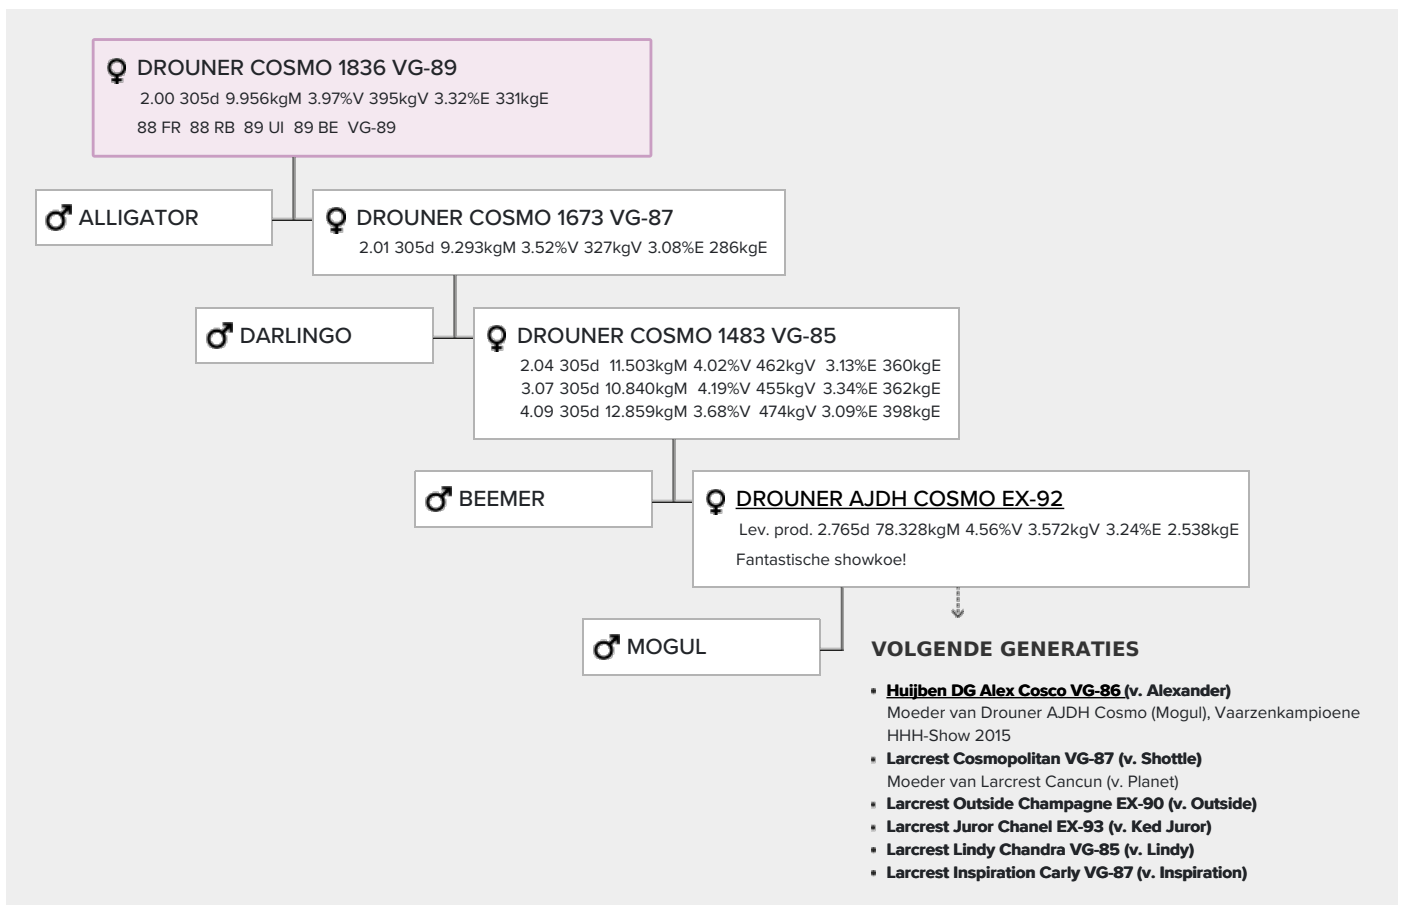 DROUNER COSMO 1836 VG-89
2.00 305d 9.956kgM 3.97%V 395kgV 3.32%E 331kgE
88 FR 88 RB 89 UI 89 BE VG-89
ALLIGATOR
DROUNER COSMO 1673 VG-87
2.01 305d 9.293kgM 3.52%V 327kgV 3.08%E 286kgE
DARLINGO
DROUNER COSMO 1483 VG-85
2.04 305d 11.503kgM 4.02%V 462kgV 3.13%E 360kgE
3.07 305d 10.840kgM 4.19%V 455kgV 3.34%E 362kgE
4.09 305d 12.859kgM 3.68%V 474kgV 3.09%E 398kgE
BEEMER
DROUNER AJDH COSMO EX-92
Lev. prod. 2.765d 78.328kgM 4.56%V 3.572kgV 3.24%E 2.538kgE
Fantastische showkoe!
MOGUL
VOLGENDE GENERATIES
Huijben DG Alex Cosco VG-86 (v. Alexander)
Moeder van Drouner AJDH Cosmo (Mogul), Vaarzenkampioene
HHH-Show 2015
Larcrest Cosmopolitan VG-87 (v. Shottle)
Moeder van Larcrest Cancun (v. Planet)
Larcrest Outside Champagne EX-90 (v. Outside)
Larcrest Juror Chanel EX-93 (v. Ked Juror)
Larcrest Lindy Chandra VG-85 (v. Lindy)
Larcrest Inspiration Carly VG-87 (v. Inspiration)